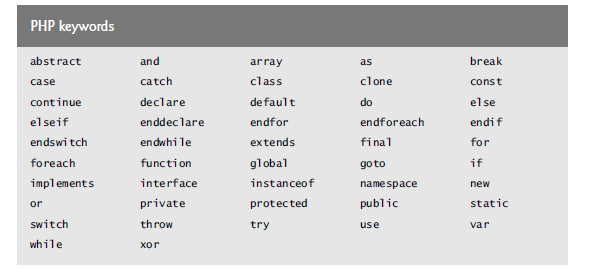 PHP keywords
abstract and array as break
case catch class clone const
continue declare default do else
elseif enddeclare endfor endforeach endif
endswitch endwhile extends final for
foreach function global goto if
implements interface instanceof namespace new
or private protected public static
switch throw try use var
while xor